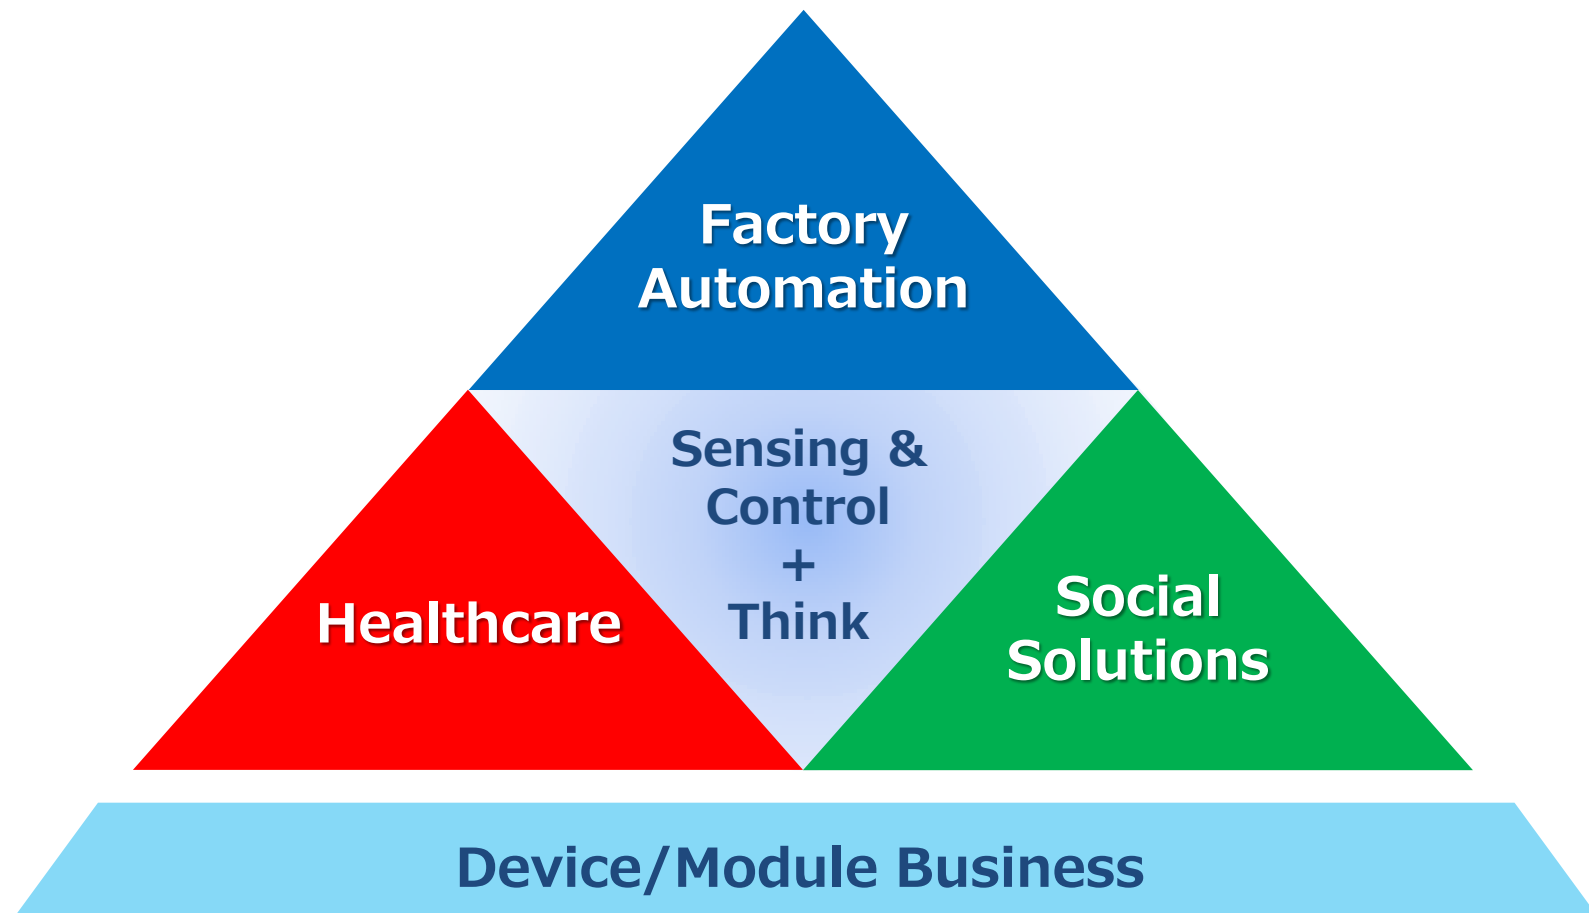 Factory
Automation
Sensing &
Control
+
Think
Healthcare
Social
Solutions
Device/Module Business